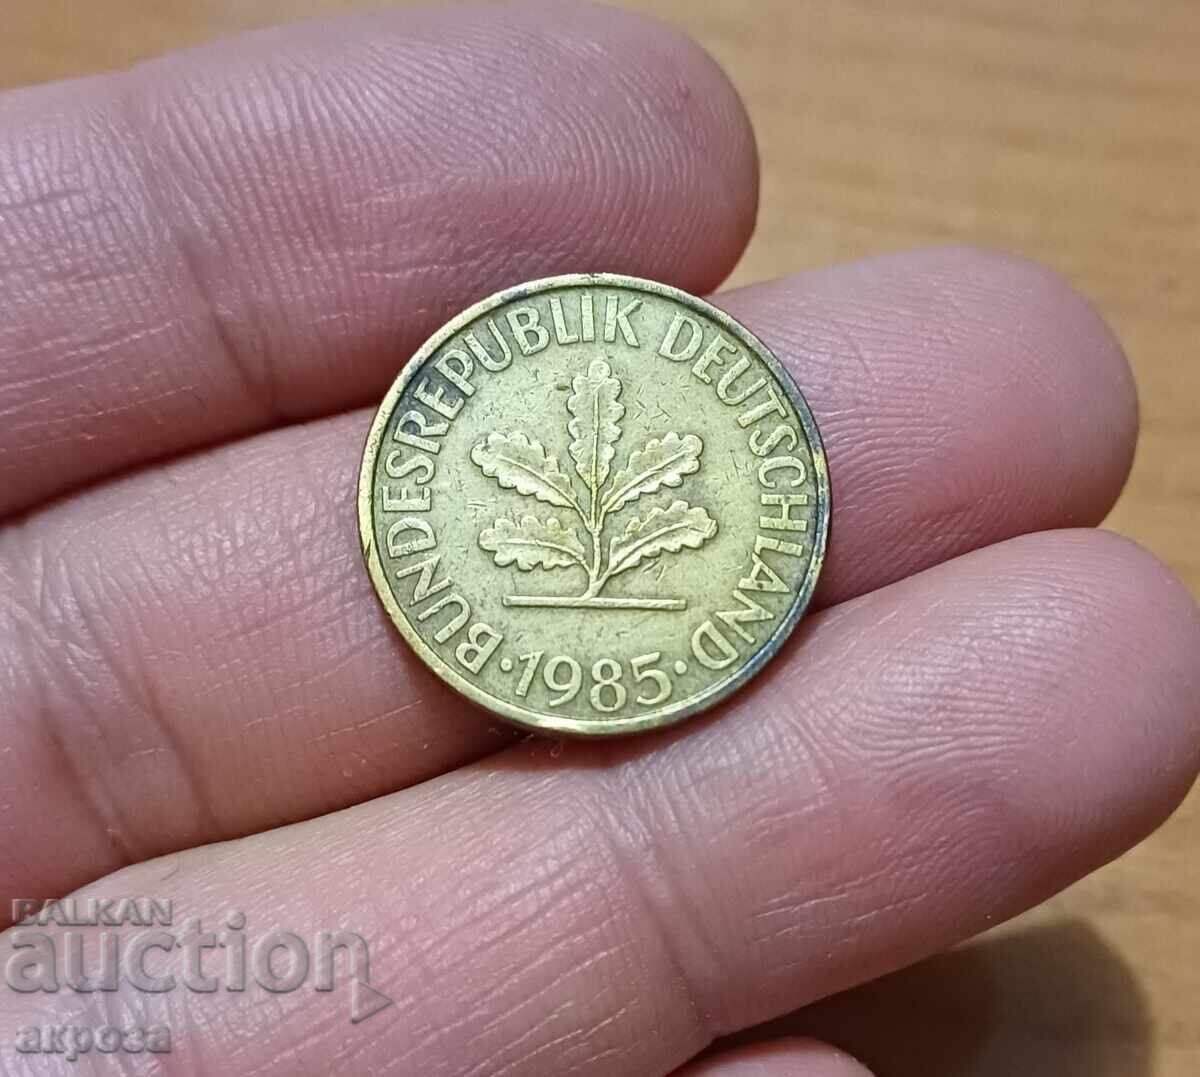 BUNDESREPUBLIK DEUTSCHLAND
·1985·
BALKAN
auction
акроза